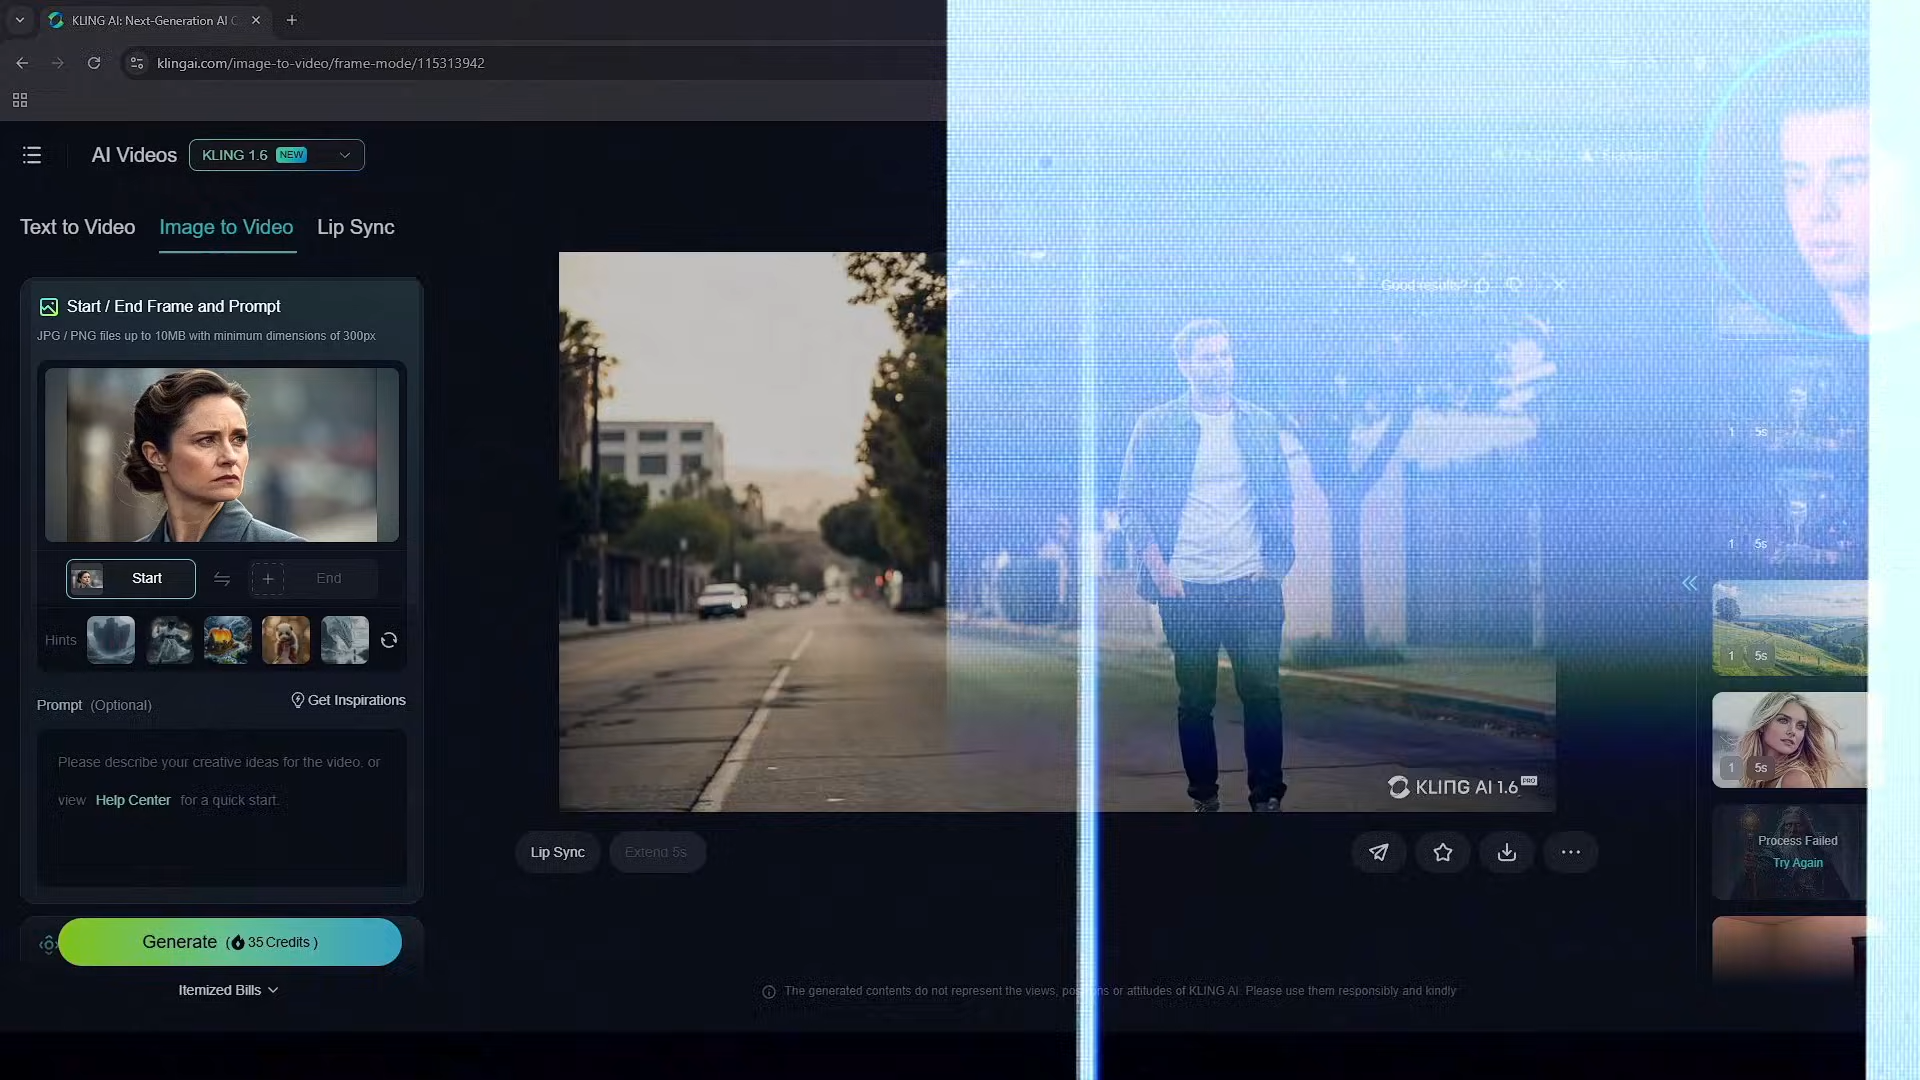 KLING AI: Next-Generation AI C
klingai.com/image-to-video/frame-mode/115313942
AI Videos
KLING 1.6 NEW
Text to Video
Image to Video
Lip Sync
Start / End Frame and Prompt
JPG / PNG files up to 10MB with minimum dimensions of 300px
Start
End
Hints
Prompt (Optional)
Get Inspirations
Please describe your creative ideas for the video, or
view Help Center for a quick start.
Generate ( 35 Credits )
Itemized Bills
Good results?
KLING AI 1.6 PRO
Lip Sync
Extend 5s
The generated contents do not represent the views, positions or attitudes of KLING AI. Please use them responsibly and kindly
1 5s
1 5s
1 5s
1 5s
Process Failed
Try Again